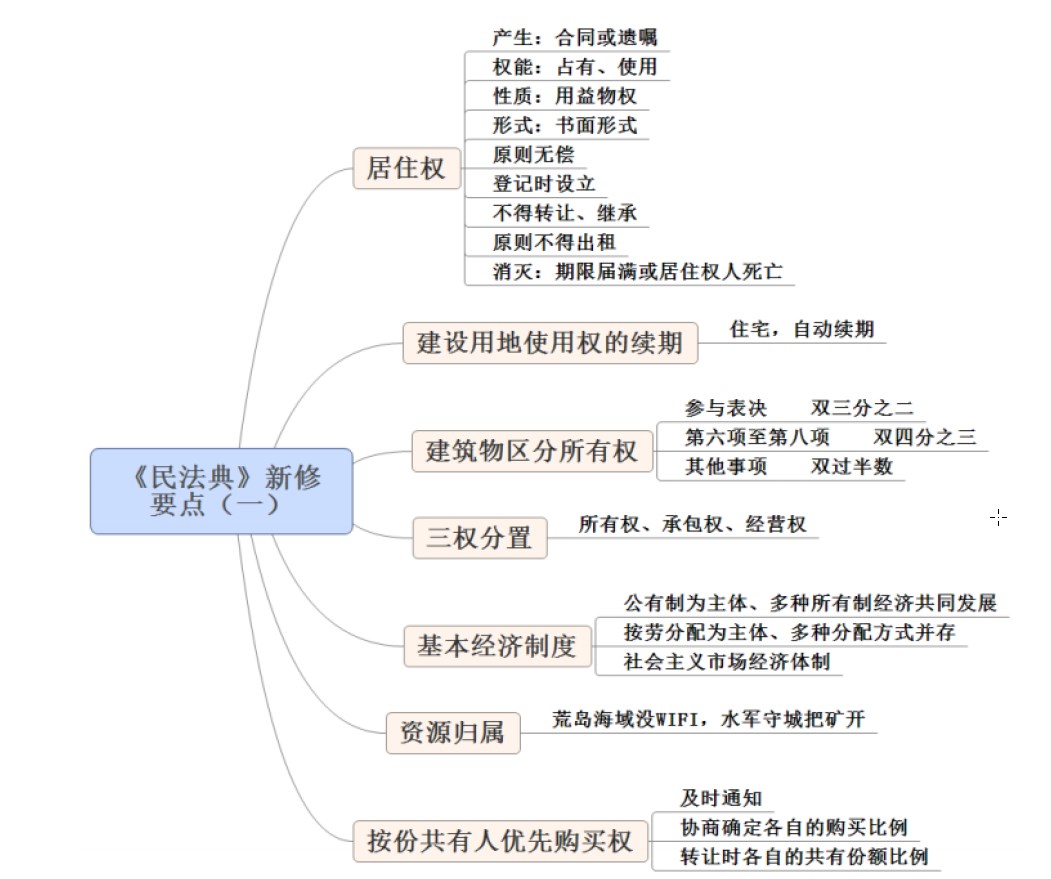 《民法典》新修
要点（一）
居住权
产生：合同或遗嘱
权能：占有、使用
性质：用益物权
形式：书面形式
原则无偿
登记时设立
不得转让、继承
原则不得出租
消灭：期限届满或居住权人死亡
建设用地使用权的续期
住宅，自动续期
建筑物区分所有权
参与表决 双三分之二
第六项至第八项 双四分之三
其他事项 双过半数
三权分置
所有权、承包权、经营权
基本经济制度
公有制为主体、多种所有制经济共同发展
按劳分配为主体、多种分配方式并存
社会主义市场经济体制
资源归属
荒岛海域没WIFI，水军守城把矿开
按份共有人优先购买权
及时通知
协商确定各自的购买比例
转让时各自的共有份额比例